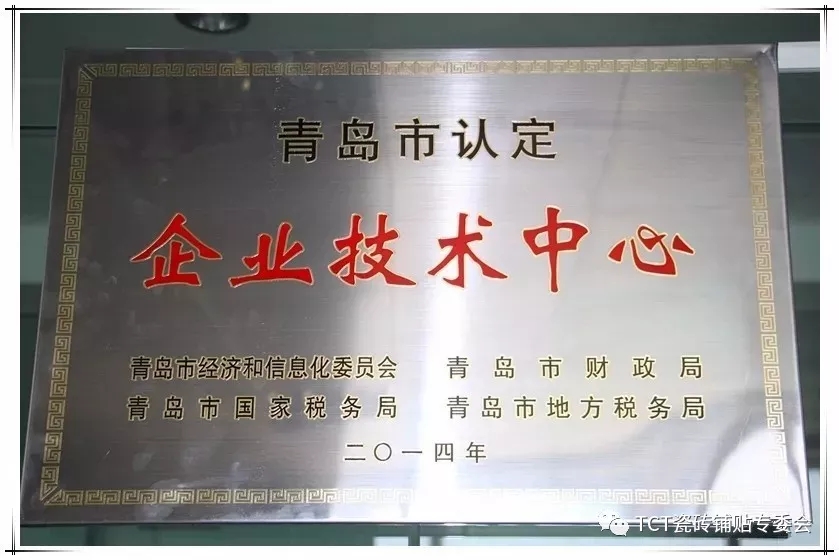 青岛市认定
企业技术中心
青岛市经济和信息化委员会 青岛市财政局
青岛市国家税务局 青岛市地方税务局
二〇一四年
TCT瓷砖铺贴专委会